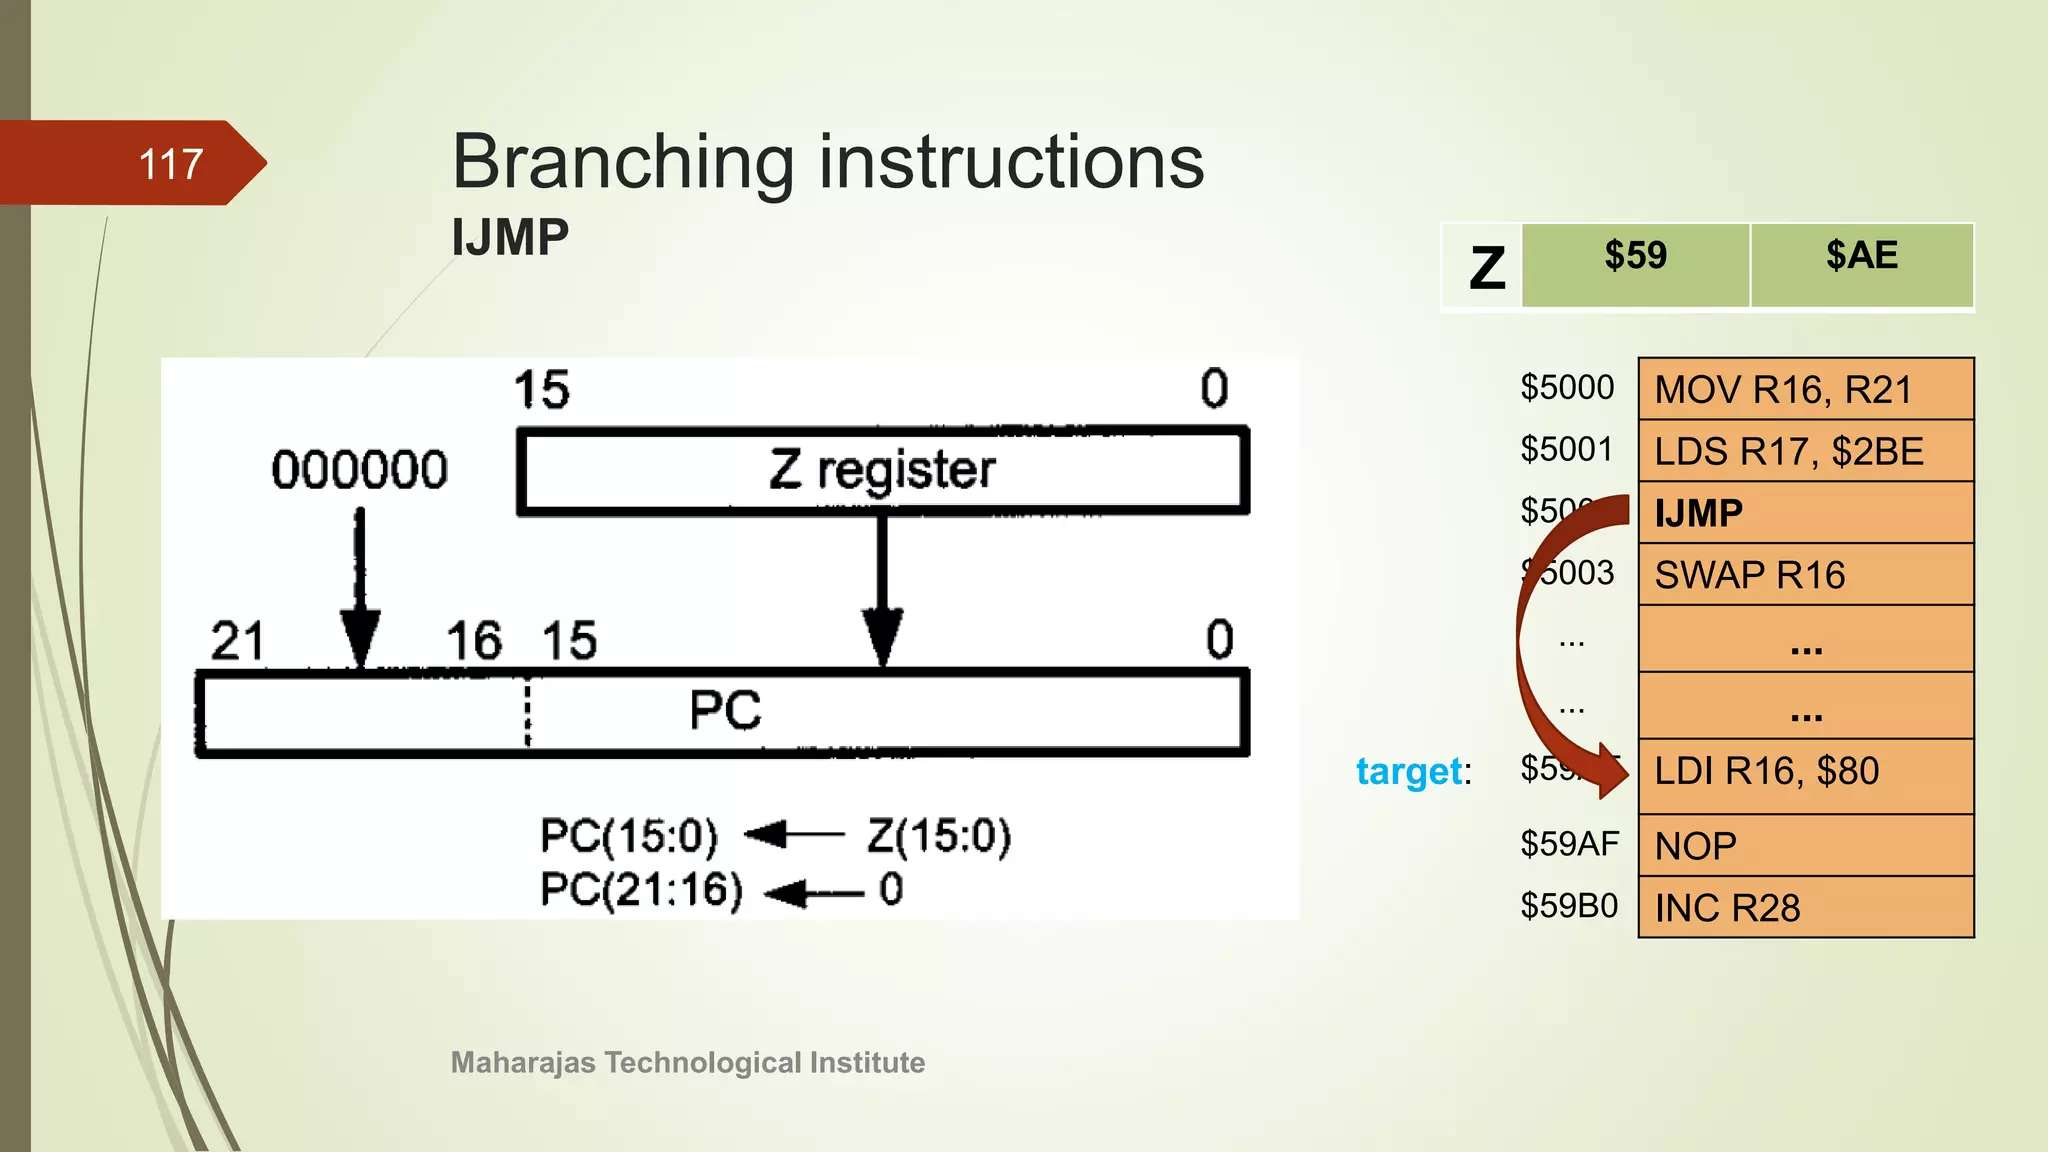 117
Branching instructions
IJMP
Z $59 $AE
15 0
000000 Z register
21 16 15 0
PC
PC(15:0) ← Z(15:0)
PC(21:16) ← 0
$5000 MOV R16, R21
$5001 LDS R17, $2BE
IJMP
$5003 SWAP R16
... ...
... ...
target: LDI R16, $80
$59AF NOP
$59B0 INC R28
Maharajas Technological Institute